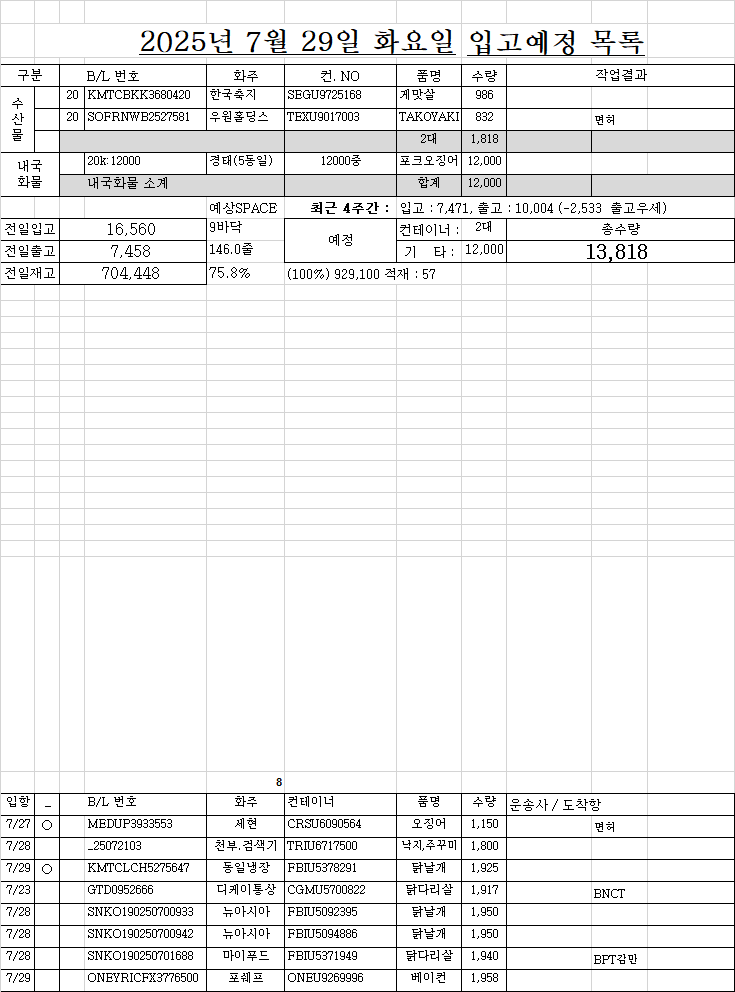 2025년 7월 29일 화요일 입고예정 목록
구분 B/L 번호 화주 컨. NO 품명 수량 작업결과
수산물 20 KMTCBKK3680420 한국축지 SEGU9725168 게맛살 986
20 SOFRNWB2527581 우원홀딩스 TEXU9017003 TAKOYAKI 832 면허
2대 1,818
내국화물 20k:12000 경태(5동일) 12000중 포크오징어 12,000
내국화물 소계 합계 12,000
예상SPACE 최근 4주간 : 입고 : 7,471, 출고 : 10,004 (-2,533 출고우세)
전일입고 16,560 9바닥 예정 컨테이너 : 2대 총수량
전일출고 7,458 146.0줄 기 타 : 12,000 13,818
전일재고 704,448 75.8% (100%) 929,100 적재 : 57
8
입항 _ B/L 번호 화주 컨테이너 품명 수량 운송사 / 도착항
7/27 ○ MEDUP3933553 세현 CRSU6090564 오징어 1,150 면허
7/28 _25072103 천부.검색기 TRIU6717500 낙지,주꾸미 1,800
7/29 ○ KMTCLCH5275647 동일냉장 FBIU5378291 닭날개 1,925
7/23 GTD0952666 디케이통상 CGMU5700822 닭다리살 1,917 BNCT
7/28 SNKO190250700933 뉴아시아 FBIU5092395 닭날개 1,950
7/28 SNKO190250700942 뉴아시아 FBIU5094886 닭날개 1,950
7/28 SNKO190250701688 마이푸드 FBIU5371949 닭다리살 1,940 BPT감만
7/29 ONEYRICFX3776500 포쉐프 ONEU9269996 베이컨 1,958